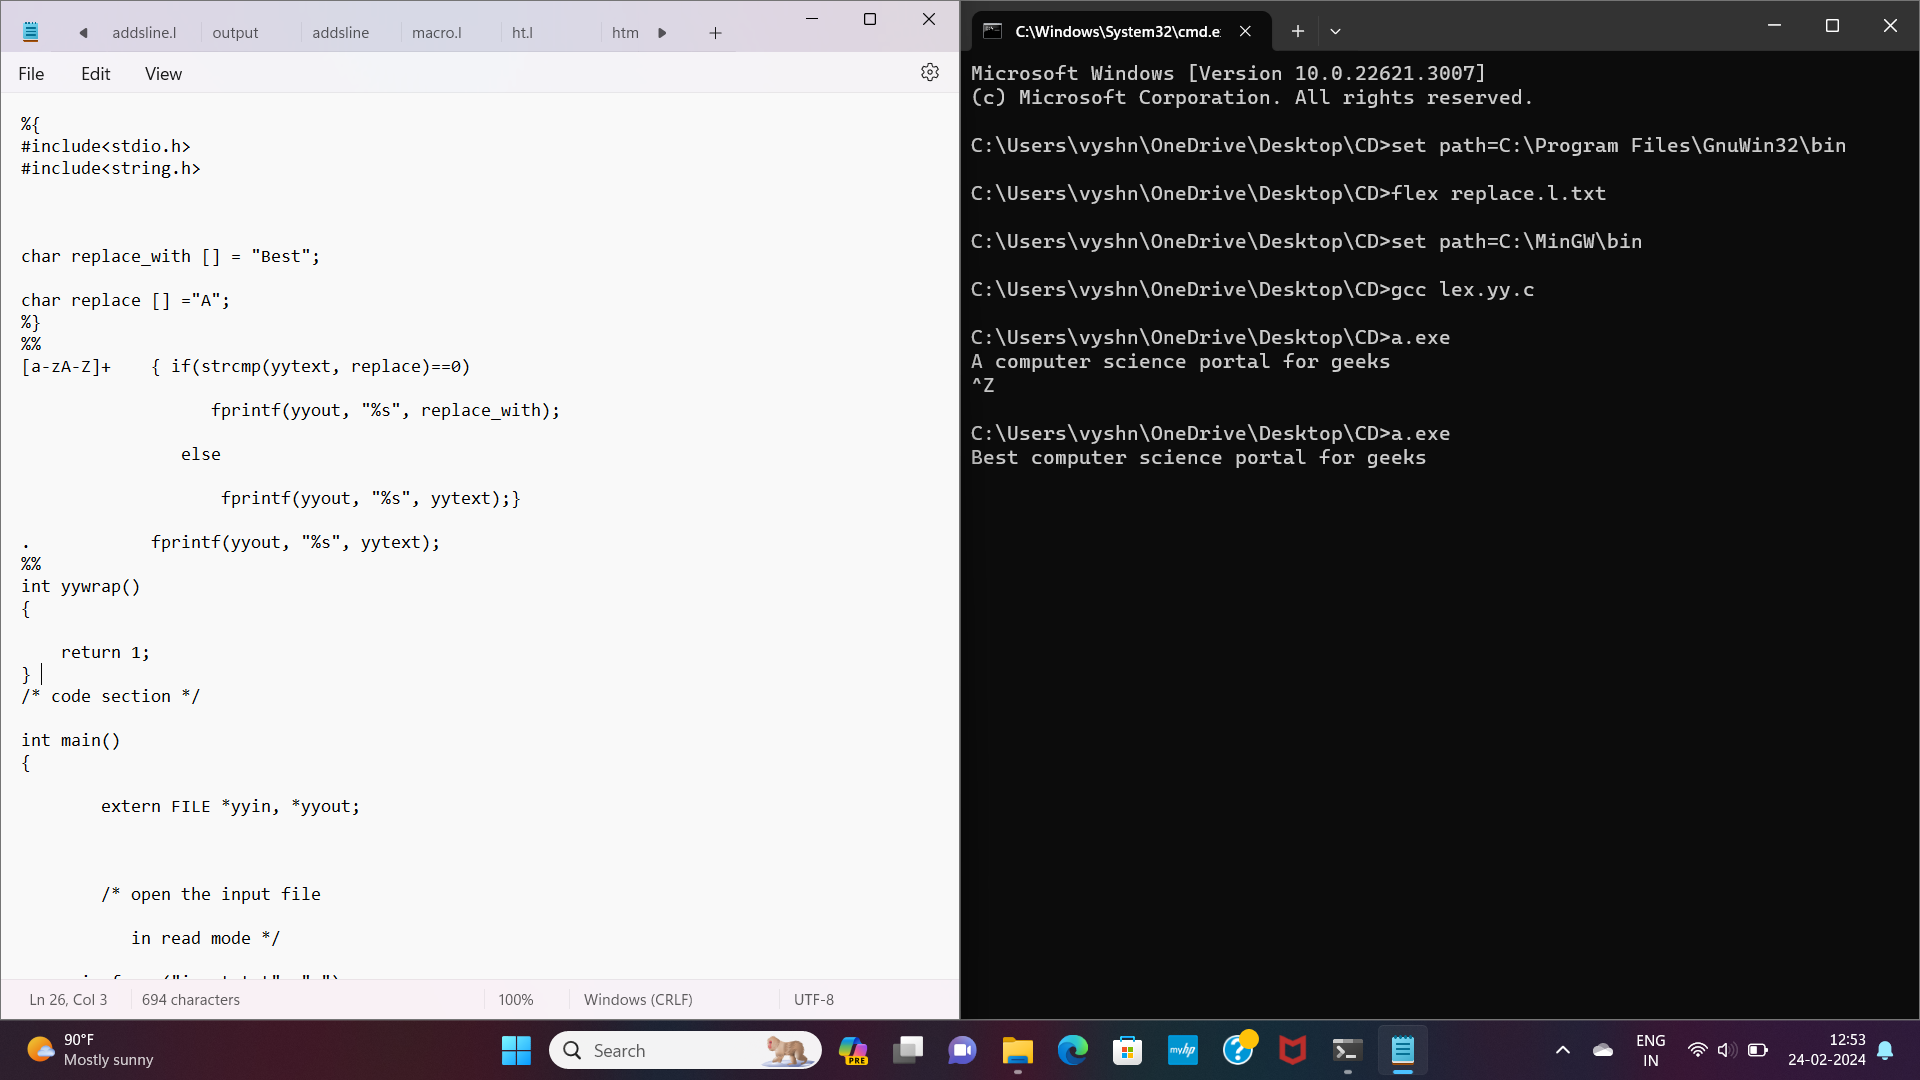 addsline.l
output
addsline
macro.l
ht.l
htm
File
Edit
View
%{
#include<stdio.h>
#include<string.h>
char replace_with [] = "Best";
char replace [] ="A";
%}
%%
[a-zA-Z]+    { if(strcmp(yytext, replace)==0)
fprintf(yyout, "%s", replace_with);
else
fprintf(yyout, "%s", yytext);}
.            fprintf(yyout, "%s", yytext);
%%
int yywrap()
{
return 1;
}
/* code section */
int main()
{
extern FILE *yyin, *yyout;
/* open the input file
in read mode */
Ln 26, Col 3
694 characters
100%
Windows (CRLF)
UTF-8
C:\Windows\System32\cmd.e
Microsoft Windows [Version 10.0.22621.3007]
(c) Microsoft Corporation. All rights reserved.
C:\Users\vyshn\OneDrive\Desktop\CD>set path=C:\Program Files\GnuWin32\bin
C:\Users\vyshn\OneDrive\Desktop\CD>flex replace.l.txt
C:\Users\vyshn\OneDrive\Desktop\CD>set path=C:\MinGW\bin
C:\Users\vyshn\OneDrive\Desktop\CD>gcc lex.yy.c
C:\Users\vyshn\OneDrive\Desktop\CD>a.exe
A computer science portal for geeks
^Z
C:\Users\vyshn\OneDrive\Desktop\CD>a.exe
Best computer science portal for geeks
90°F
Mostly sunny
Search
PRE
myhp
ENG
IN
12:53
24-02-2024